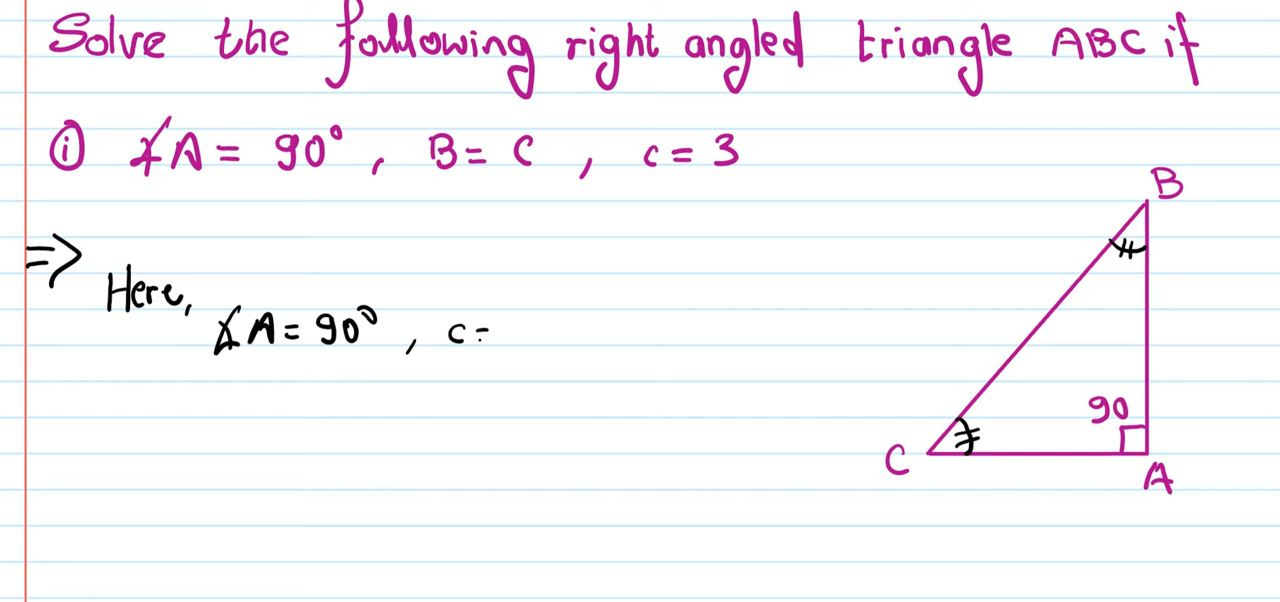 Solve the following right angled triangle ABC if
(i) ∡A = 90°, B = C, c = 3
B
=>
Here,
∡A = 90°, c =
90
C
A